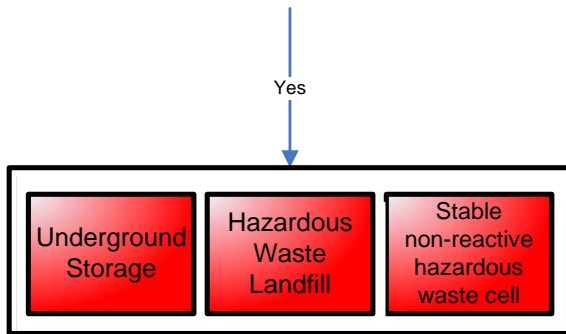 Yes
Underground
Storage
Hazardous
Waste
Landfill
Stable
non-reactive
hazardous
waste cell